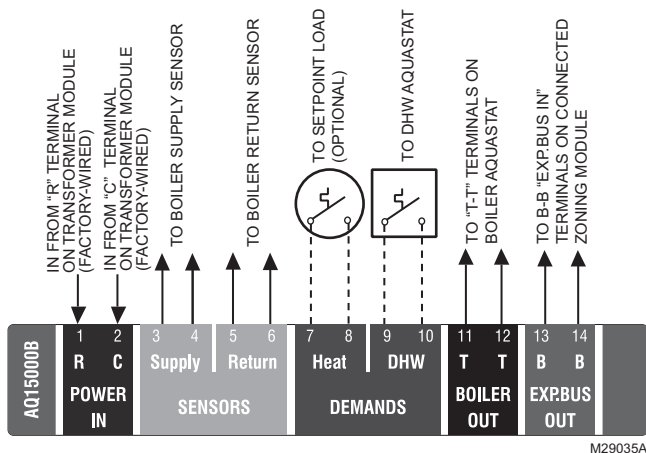 IN FROM “R” TERMINAL
ON TRANSFORMER MODULE
(FACTORY-WIRED)
IN FROM “C” TERMINAL
ON TRANSFORMER MODULE
(FACTORY-WIRED)
TO BOILER SUPPLY SENSOR
TO BOILER RETURN SENSOR
TO SETPOINT LOAD
(OPTIONAL)
TO DHW AQUASTAT
TO “T-T” TERMINALS ON
BOILER AQUASTAT
TO B-B “EXP.BUS IN”
TERMINALS ON CONNECTED
ZONING MODULE
AQ15000B
1 2 3 4 5 6 7 8 9 10 11 12 13 14
R C Supply Return Heat DHW T T B B
POWER
IN
SENSORS
DEMANDS
BOILER
OUT
EXP.BUS
OUT
M29035A